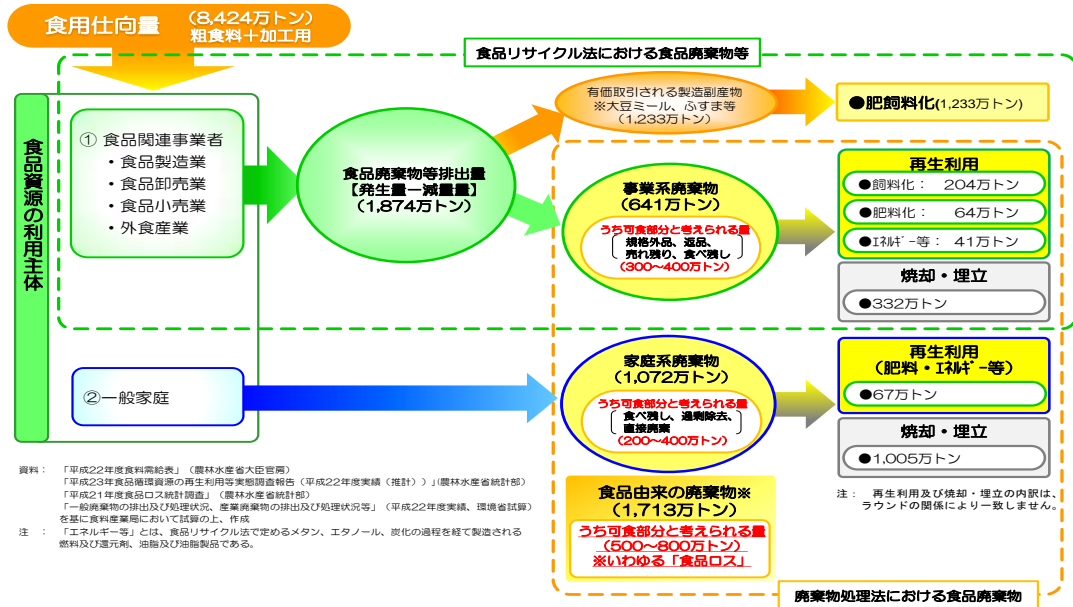 食用仕向量
(8,424万トン)
粗食料+加工用
食品リサイクル法における食品廃棄物等
食品資源の利用主体
① 食品関連事業者
・食品製造業
・食品卸売業
・食品小売業
・外食産業
食品廃棄物等排出量
【発生量ー減量量】
(1,874万トン)
有価取引される製造副産物
※大豆ミール、ふすま等
(1,233万トン)
●肥飼料化(1,233万トン)
事業系廃棄物
(641万トン)
うち可食部分と考えられる量
規格外品、返品、
売れ残り、食べ残し
(300~400万トン)
再生利用
●飼料化: 204万トン
●肥料化: 64万トン
●エネルギー等: 41万トン
焼却・埋立
●332万トン
②一般家庭
家庭系廃棄物
(1,072万トン)
うち可食部分と考えられる量
食べ残し、過剰除去、
直接廃棄
(200~400万トン)
再生利用
(肥料・エネルギー等)
●67万トン
焼却・埋立
●1,005万トン
食品由来の廃棄物※
(1,713万トン)
うち可食部分と考えられる量
(500~800万トン)
※いわゆる「食品ロス」
注: 再生利用及び焼却・埋立の内訳は、
ラウンドの関係により一致しません。
廃棄物処理法における食品廃棄物
資料: 「平成22年度食料需給表」(農林水産省大臣官房)
「平成23年食品循環資源の再生利用等実態調査報告(平成22年度実績(推計))」(農林水産省統計部)
「平成21年度食品ロス統計調査」(農林水産省統計部)
「一般廃棄物の排出及び処理状況、産業廃棄物の排出及び処理状況等」(平成22年度実績、環境省試算)
を基に食料産業局において試算の上、作成
注 : 「エネルギー等」とは、食品リサイクル法で定めるメタン、エタノール、炭化の過程を経て製造される
燃料及び還元剤、油脂及び油脂製品である。